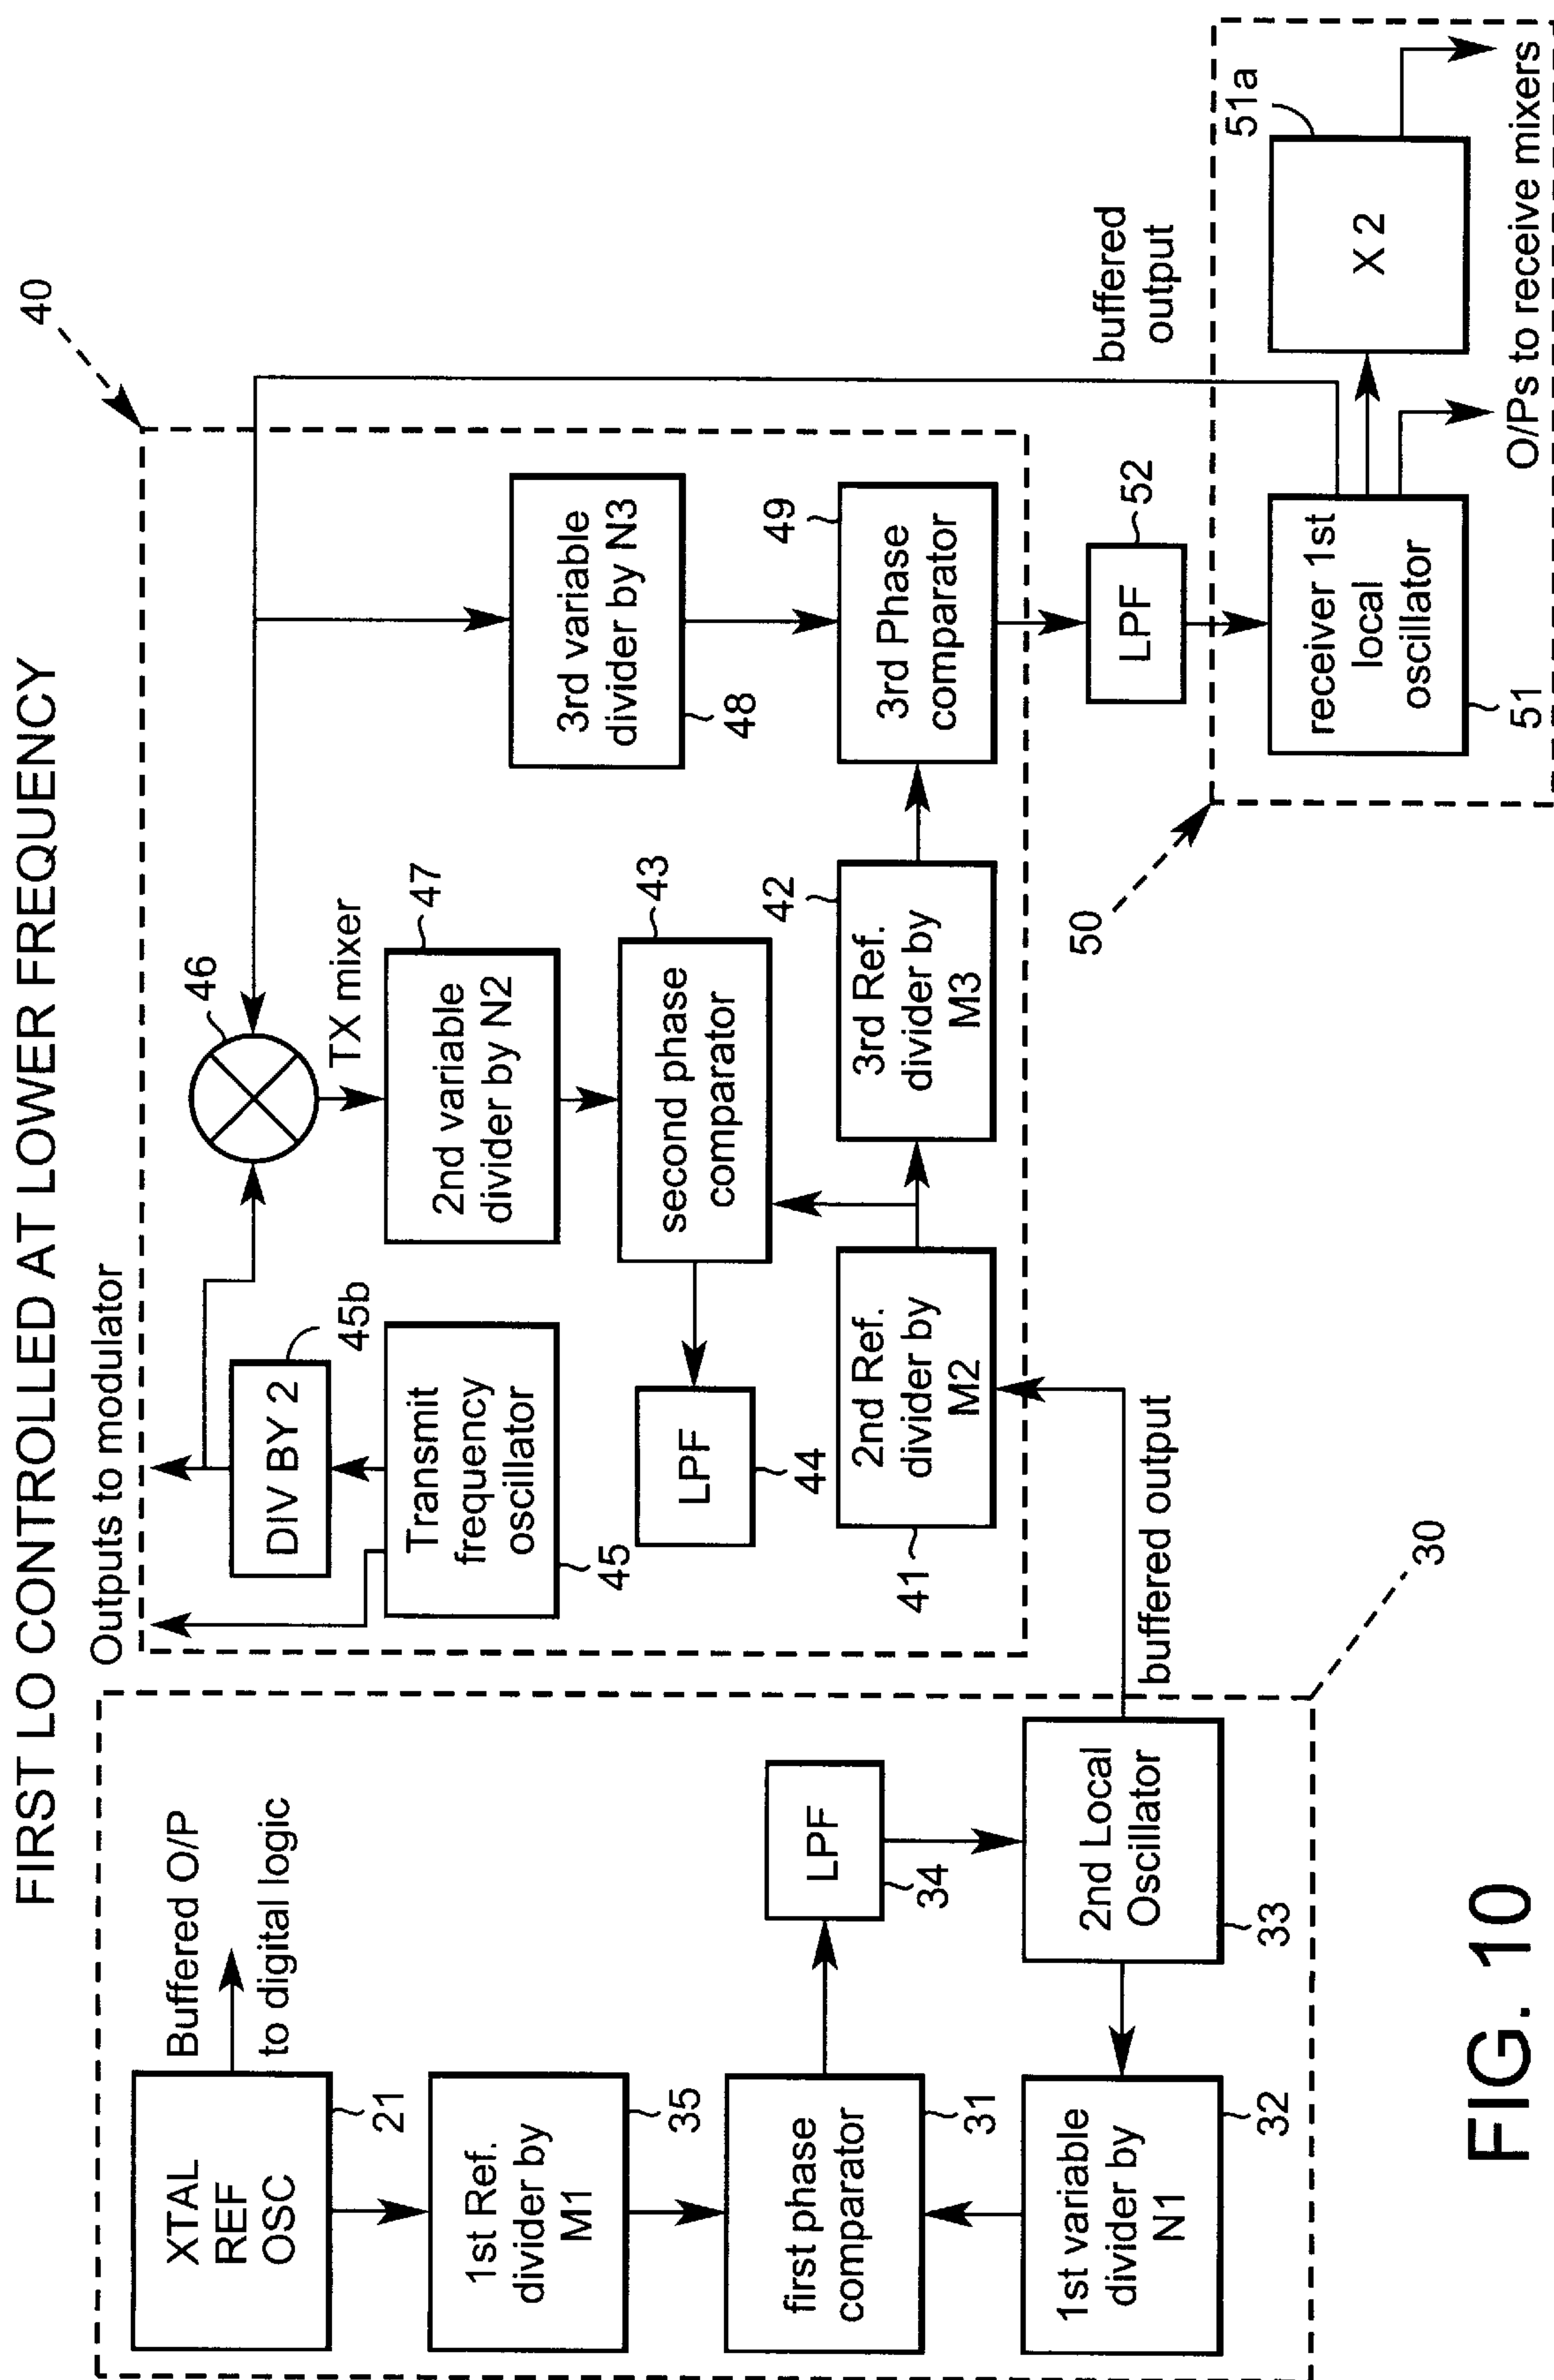 FIRST LO CONTROLLED AT LOWER FREQUENCY
XTAL
REF
OSC
21
Buffered O/P
to digital logic
1st Ref.
divider by
M1
35
first phase
comparator
31
LPF
34
1st variable
divider by
N1
32
2nd Local
Oscillator
33
buffered output
30
Outputs to modulator
DIV BY 2
45b
Transmit
frequency
oscillator
45
46
TX mixer
2nd variable
divider by N2
47
second phase
comparator
43
LPF
44
2nd Ref.
divider by
M2
41
3rd Ref.
divider by
M3
42
3rd variable
divider by N3
48
3rd Phase
comparator
49
40
LPF
52
buffered
output
50
receiver 1st
local
oscillator
51
X 2
51a
O/Ps to receive mixers
FIG. 10